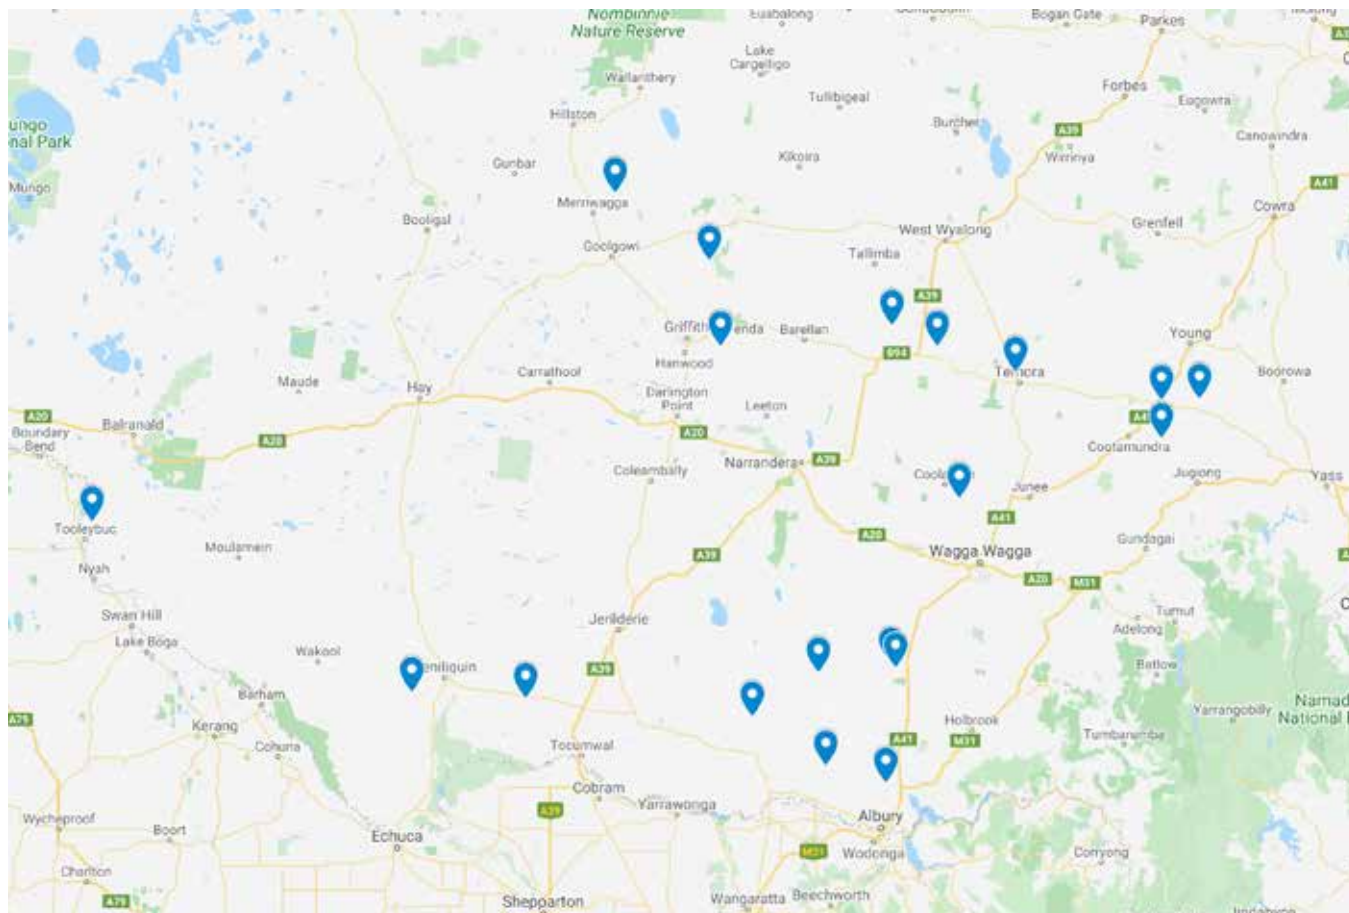 Nombinnie
Nature Reserve
Euabalong
Bogan Gate
Parkes
Lake
Cargelligo
Wallanthery
Tullibigeal
Forbes
Eugowra
Hillston
Burcher
A39
Canowindra
ungo
nal Park
Wirrinya
Gunbar
Kikoira
Mungo
A41
Merriwagga
Cowra
Booligal
Grenfell
West Wyalong
Goolgowi
Tallimba
A39
Griffith
enda
Barellan
Young
Hanwood
B94
Carrathool
Temora
Boorowa
Maude
Hay
Darlington
Point
Leeton
A20
Balranald
A41
Boundary
Bend
A20
A20
Cootamundra
Narrandera
A39
Coleambally
Jugiong
Yass
Junee
A41
Tooleybuc
A20
Gundagai
Moulamein
A39
Wagga Wagga
Nyah
A20
M31
Swan Hill
Jerilderie
Tumut
Adelong
Lake Boga
Wakool
eniliquin
A39
Batlow
Barham
Namad
National
A79
Kerang
Holbrook
Yarrangobilly
Cohuna
Tocumwal
A41
M31
Tumbarumba
Cobram
Yarrawonga
Wycheproof
Boort
A39
Albury
Echuca
M31
Wodonga
Corryong
Charlton
A79
Shepparton
Wangaratta
Beechworth